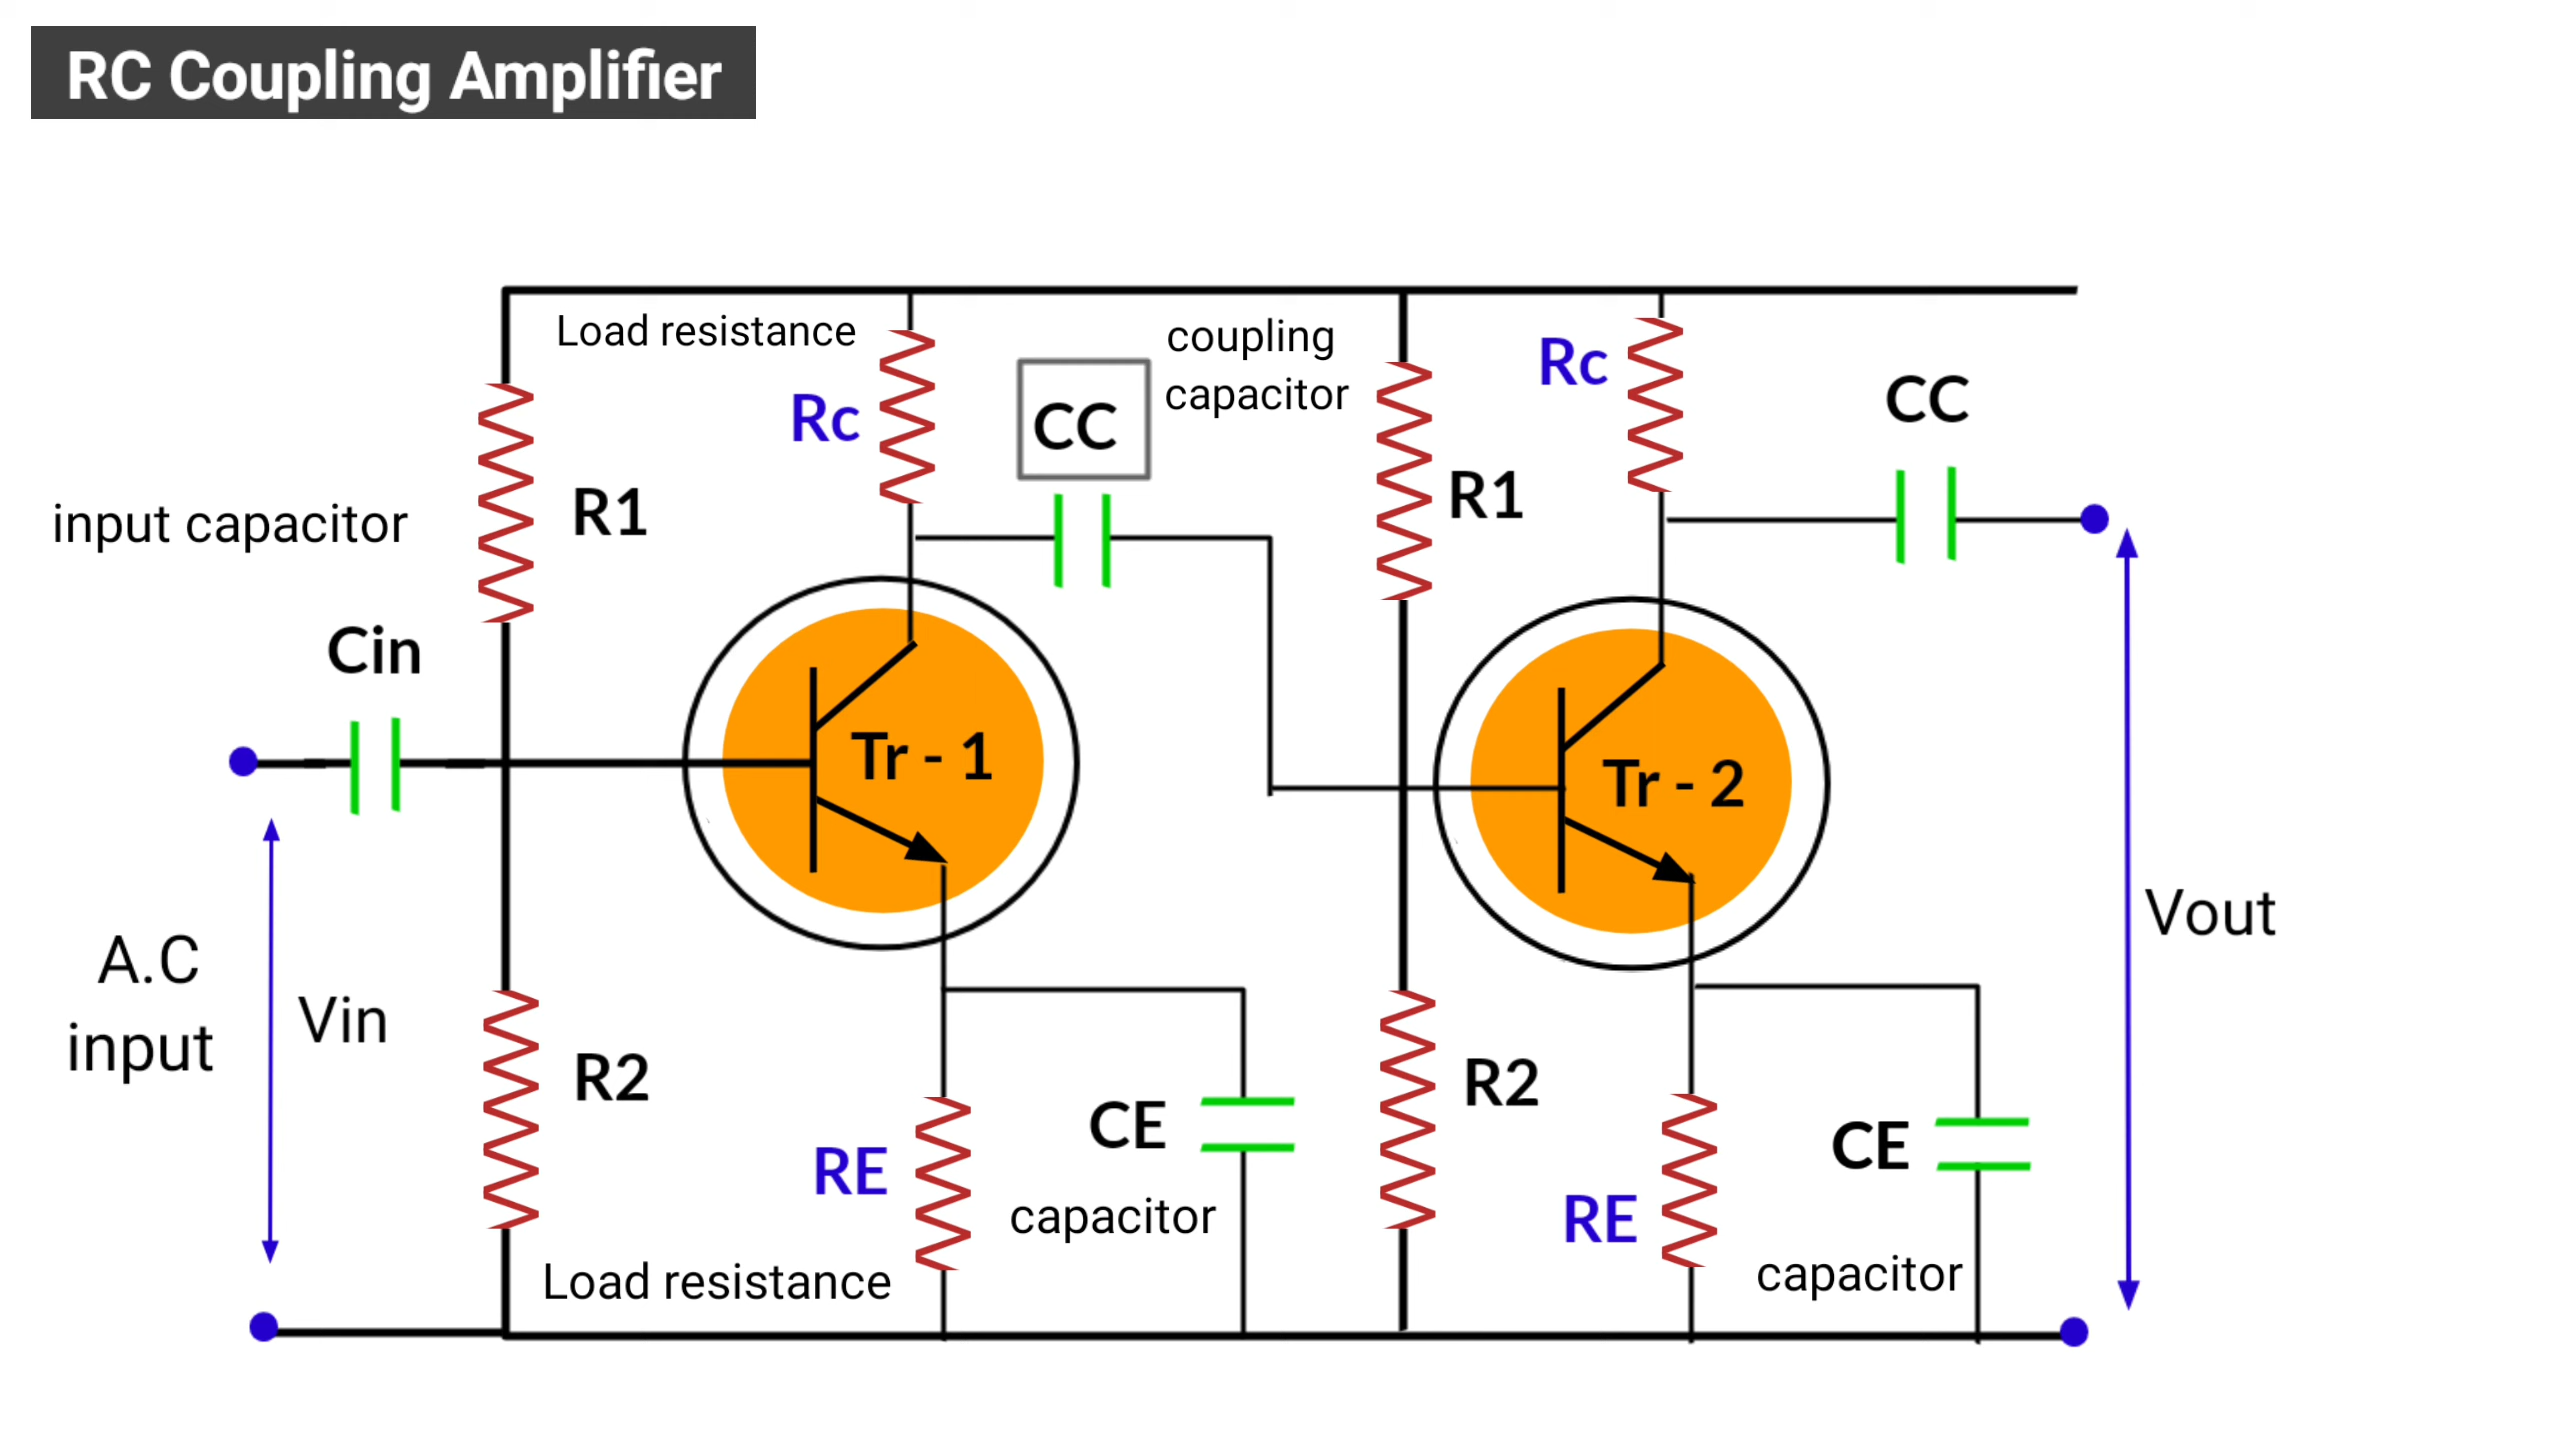 RC Coupling Amplifier
Load resistance
coupling
capacitor
Rc
Rc
CC
CC
R1
R1
input capacitor
Cin
Tr - 1
Tr - 2
A.C
input
Vin
Vout
R2
R2
CE
CE
RE
RE
capacitor
capacitor
Load resistance